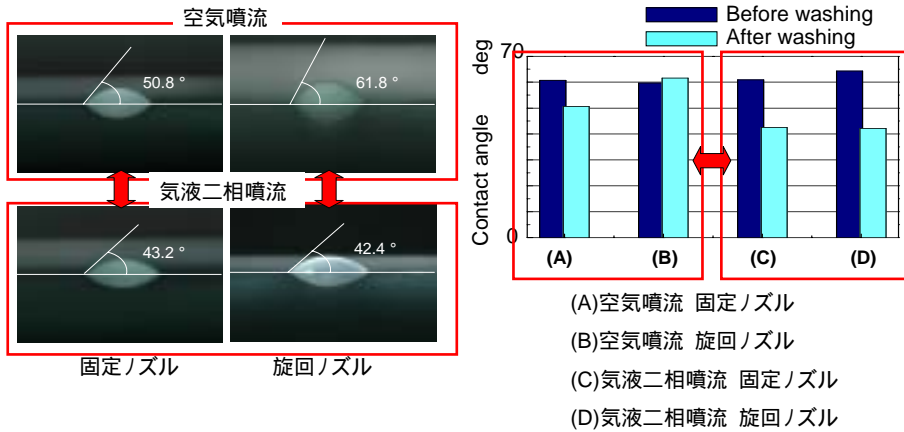 空気噴流
50.8 °
61.8 °
気液二相噴流
43.2 °
42.4 °
固定ノズル
旋回ノズル
Before washing
After washing
Contact angle deg
70
0
(A)
(B)
(C)
(D)
(A)空気噴流 固定ノズル
(B)空気噴流 旋回ノズル
(C)気液二相噴流 固定ノズル
(D)気液二相噴流 旋回ノズル